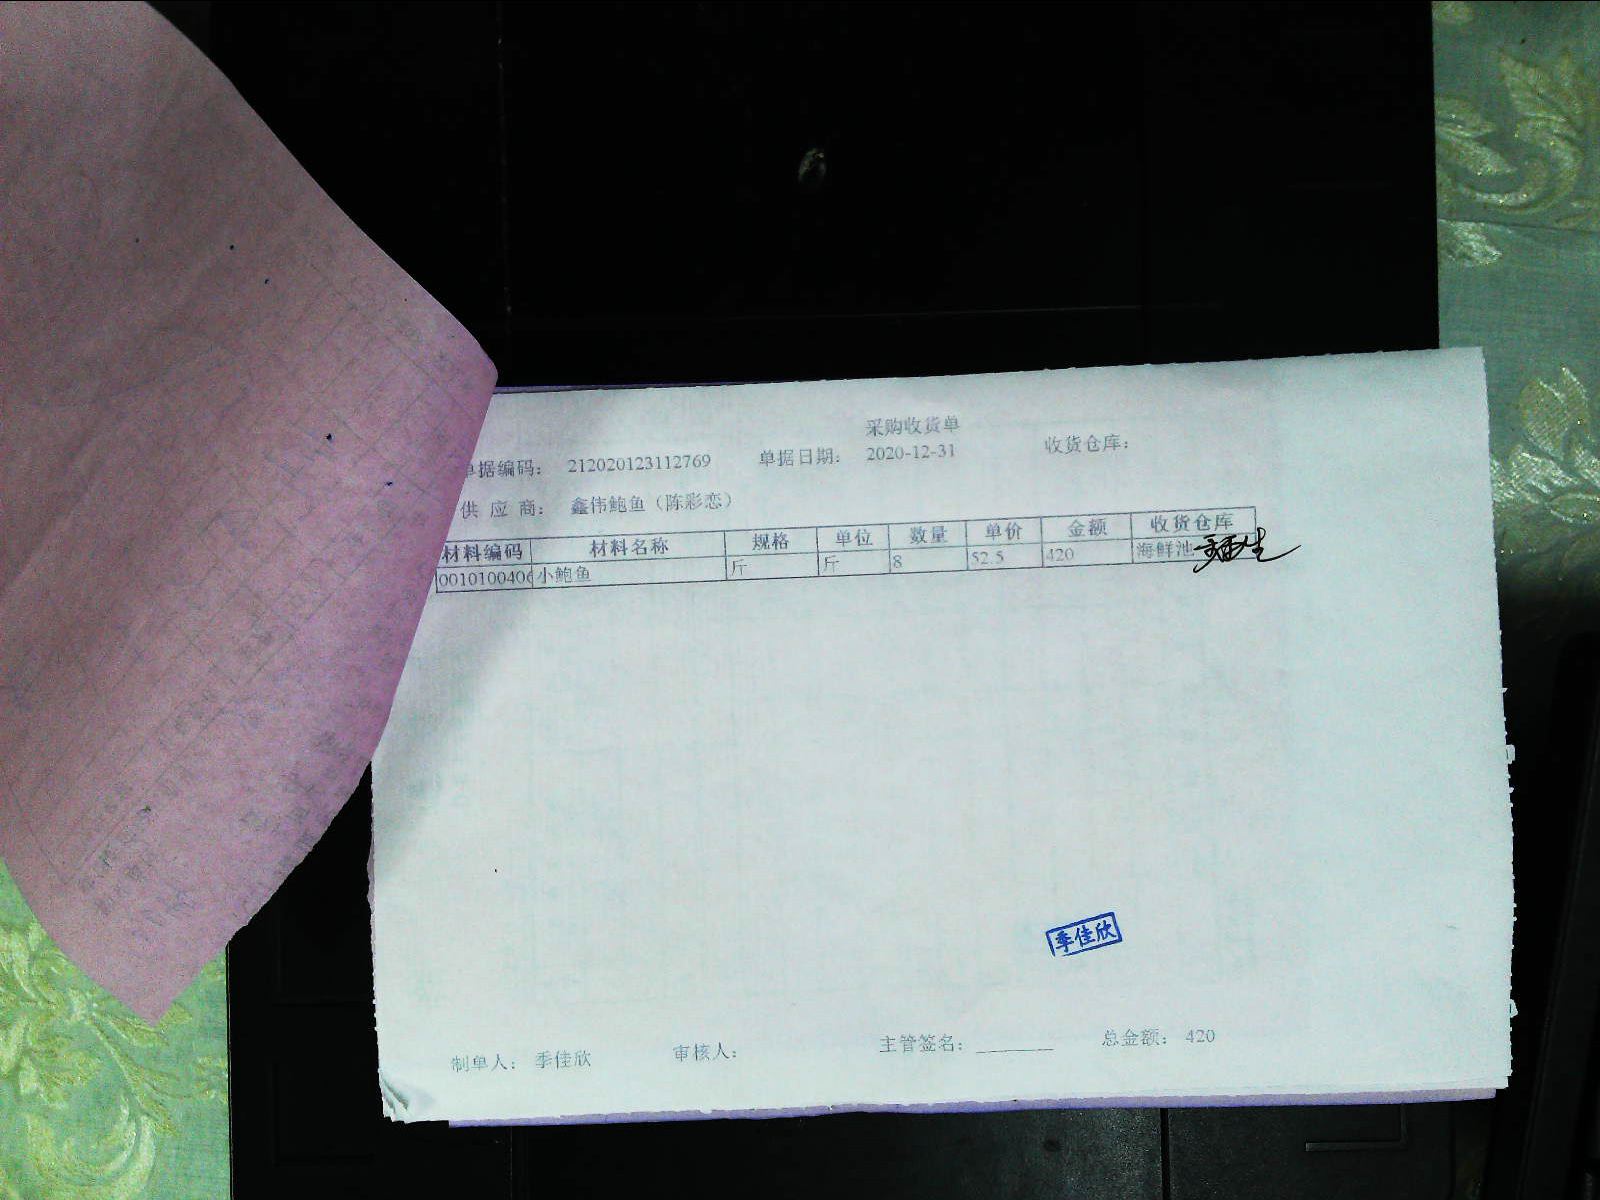 采购收货单
单据编码: 212020123112769 单据日期: 2020-12-31 收货仓库:
供 应 商: 鑫伟鲍鱼（陈彩恋）
材料编码 材料名称 规格 单位 数量 单价 金额 收货仓库
0010100406 小鲍鱼 斤 斤 8 52.5 420 海鲜池
季佳欣
制单人: 季佳欣 审核人: 主管签名: ________ 总金额: 420